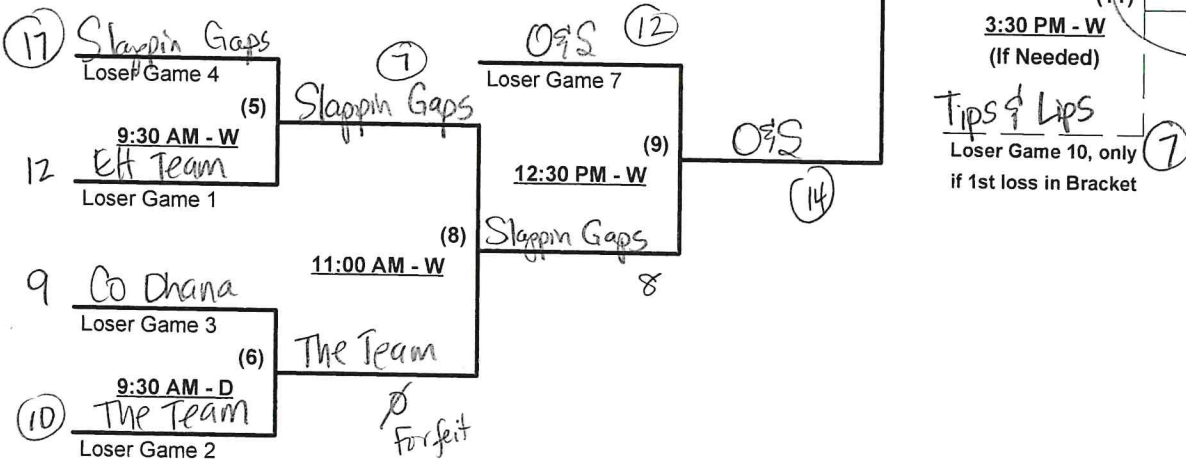 17 Slappin Gaps
Loser Game 4
(5)
9:30 AM - W
12 Eff Team
Loser Game 1
7
Slappin Gaps
9 Co Dhana
Loser Game 3
(6)
9:30 AM - D
10 The Team
Loser Game 2
(8)
11:00 AM - W
The Team
0
Forfeit
O&S 12
Loser Game 7
(9)
12:30 PM - W
Slappin Gaps
8
O&S
14
3:30 PM - W
(If Needed)
Tips & Lips
Loser Game 10, only
if 1st loss in Bracket
7